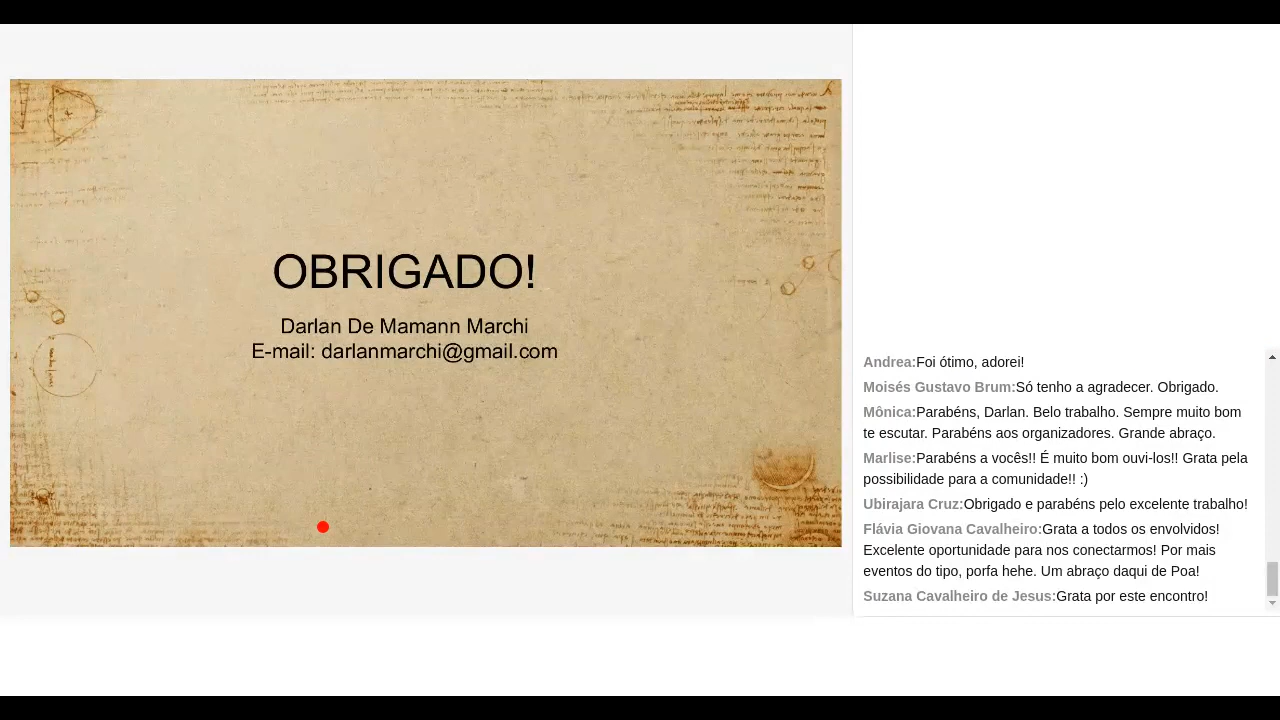 OBRIGADO!
Darlan De Mamann Marchi
E-mail: darlanmarchi@gmail.com
Andrea:Foi ótimo, adorei!
Moisés Gustavo Brum:Só tenho a agradecer. Obrigado.
Mônica:Parabéns, Darlan. Belo trabalho. Sempre muito bom
te escutar. Parabéns aos organizadores. Grande abraço.
Marlise:Parabéns a vocês!! É muito bom ouvi-los!! Grata pela
possibilidade para a comunidade!! :)
Ubirajara Cruz:Obrigado e parabéns pelo excelente trabalho!
Flávia Giovana Cavalheiro:Grata a todos os envolvidos!
Excelente oportunidade para nos conectarmos! Por mais
eventos do tipo, porfa hehe. Um abraço daqui de Poa!
Suzana Cavalheiro de Jesus:Grata por este encontro!